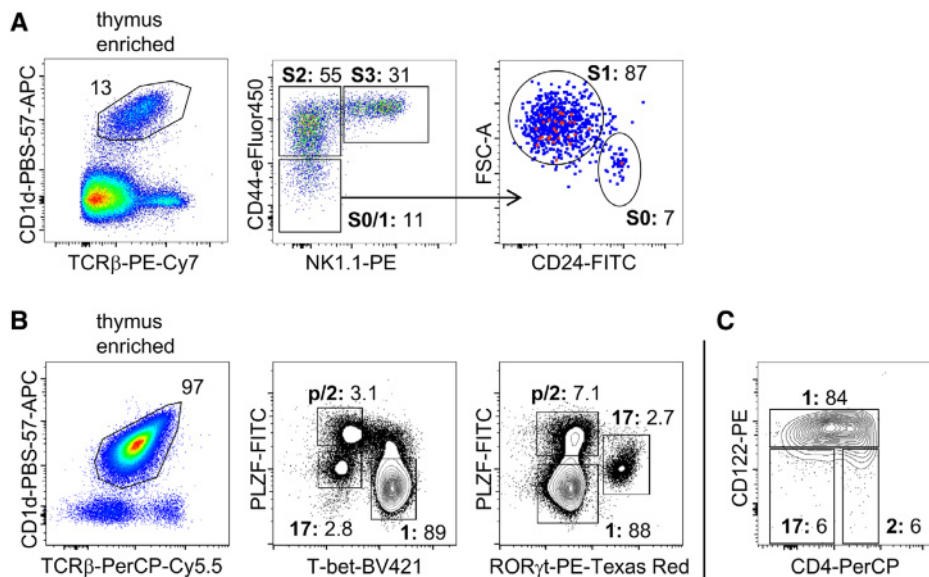 A
thymus
enriched
13
CD1d-PBS-57-APC
TCRβ-PE-Cy7
S2: 55
S3: 31
S0/1: 11
CD44-eFluor450
NK1.1-PE
S1: 87
S0: 7
FSC-A
CD24-FITC
B
thymus
enriched
97
CD1d-PBS-57-APC
TCRβ-PerCP-Cy5.5
p/2: 3.1
17: 2.8
1: 89
PLZF-FITC
T-bet-BV421
p/2: 7.1
17: 2.7
1: 88
PLZF-FITC
RORγt-PE-Texas Red
C
1: 84
17: 6
2: 6
CD122-PE
CD4-PerCP